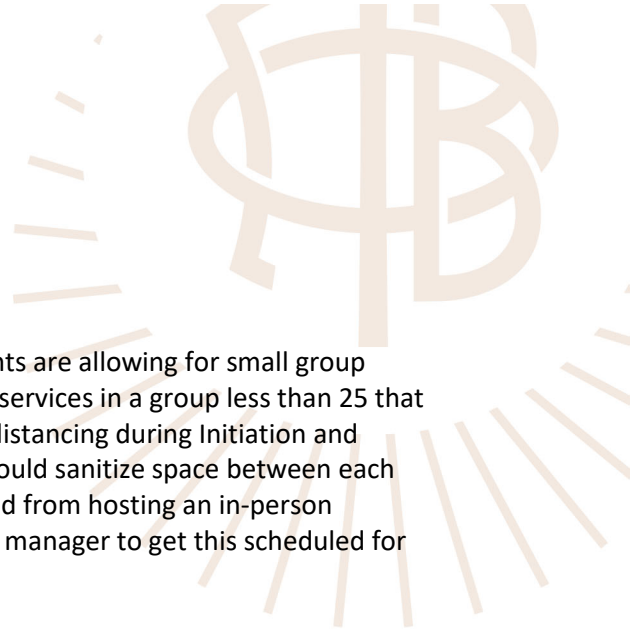 nts are allowing for small group
services in a group less than 25 that
distancing during Initiation and
ould sanitize space between each
d from hosting an in-person
manager to get this scheduled for